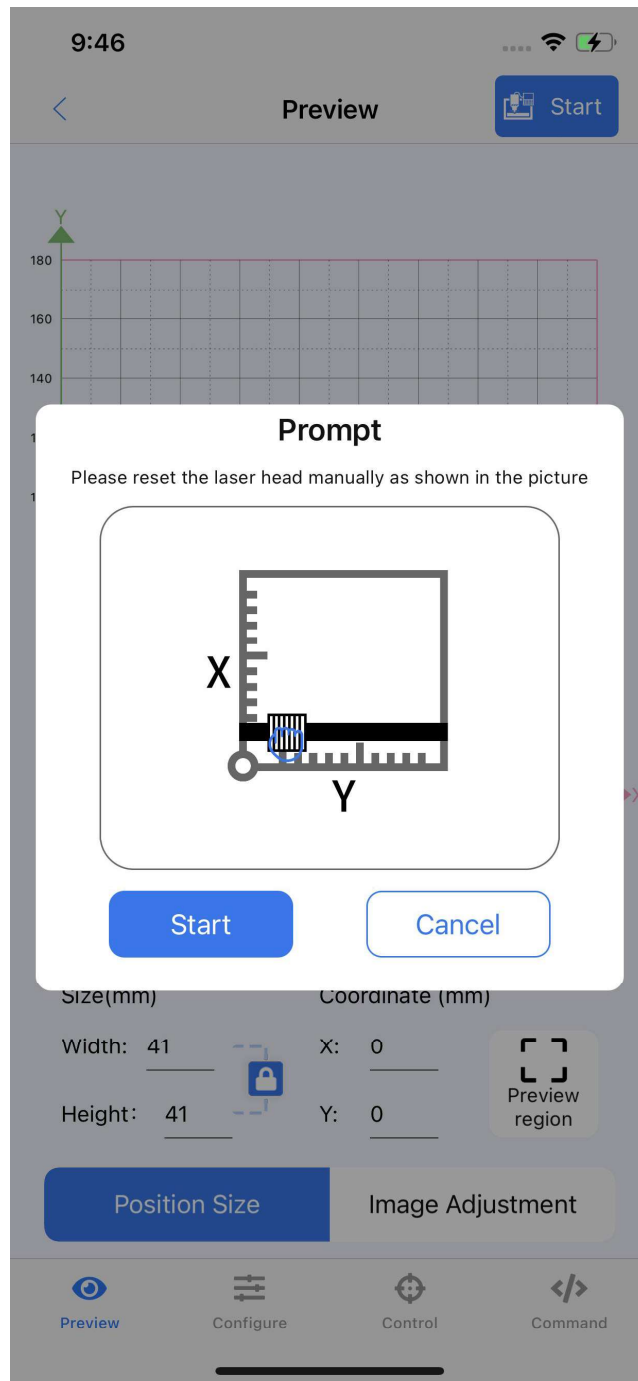 9:46
Preview
Start
Y
180
160
140
1
1
Prompt
Please reset the laser head manually as shown in the picture
X
Y
X
Start
Cancel
Size(mm)
Coordinate (mm)
Width: 41
X: 0
Preview
region
Height: 41
Y: 0
Position Size
Image Adjustment
Preview
Configure
Control
Command